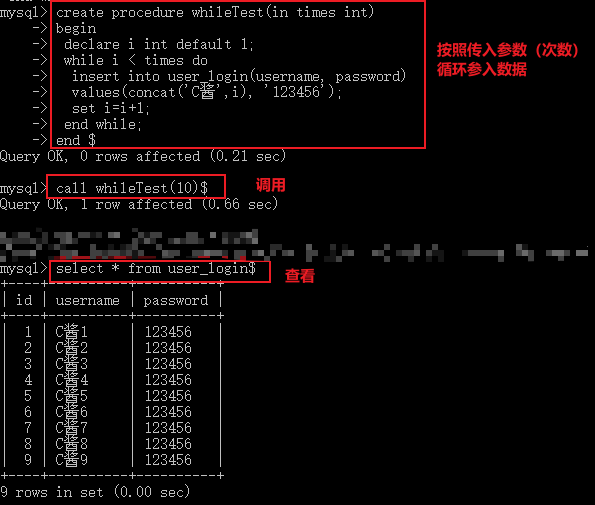 mysql> create procedure whileTest(in times int)
-> begin
-> declare i int default 1;
-> while i < times do
-> insert into user_login(username, password)
-> values(concat('C酱',i), '123456');
-> set i=i+1;
-> end while;
-> end $
按照传入参数（次数）
循环参入数据
Query OK, 0 rows affected (0.21 sec)
mysql> call whileTest(10)$
调用
Query OK, 1 row affected (0.66 sec)
mysql> select * from user_login$
查看
+----+----------+----------+
| id | username | password |
+----+----------+----------+
| 1 | C酱1 | 123456 |
| 2 | C酱2 | 123456 |
| 3 | C酱3 | 123456 |
| 4 | C酱4 | 123456 |
| 5 | C酱5 | 123456 |
| 6 | C酱6 | 123456 |
| 7 | C酱7 | 123456 |
| 8 | C酱8 | 123456 |
| 9 | C酱9 | 123456 |
+----+----------+----------+
9 rows in set (0.00 sec)